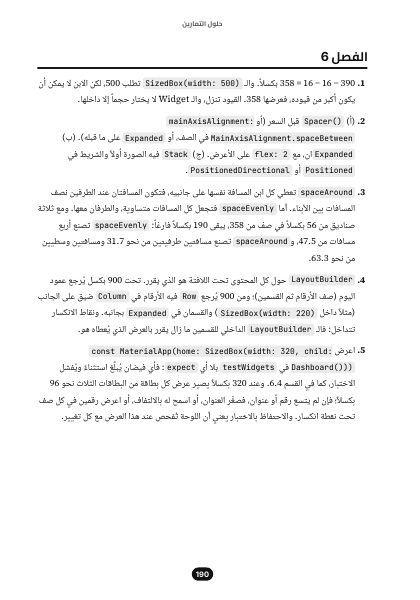 حلول التمارين
الفصل 6
1. 390 − 16 − 16 = 358 بكسلاً. والـ SizedBox(width: 500) تطلب 500، لكن الابن لا يمكن أن
يكون أكبر من قيوده، فعرضها 358. القيود تنزل، والـ Widget لا يختار حجماً إلا داخلها.
2. (أ) Spacer() قبل السعر (أو mainAxisAlignment:
MainAxisAlignment.spaceBetween في الصف، أو Expanded على ما قبله). (ب)
Expanded ان، مع flex: 2 على الأعرض. (ج) Stack فيه الصورة أولاً والشريط في
Positioned أو PositionedDirectional.
3. spaceAround تعطي كل ابن المسافة نفسها على جانبيه، فتكون المسافتان عند الطرفين نصف
المسافات بين الأبناء. أما spaceEvenly فتجعل كل المسافات متساوية، والطرفان معها. ومع ثلاثة
صناديق من 56 بكسلاً في صف من 358، يبقى 190 بكسلاً فارغاً: spaceEvenly تصنع أربع
مسافات من 47.5، و spaceAround تصنع مسافتين طرفيتين من نحو 31.7 ومسافتين وسطيين
من نحو 63.3.
4. LayoutBuilder حول كل المحتوى تحت اللافتة هو الذي يقرر. تحت 900 بكسل يُرجع عمود
اليوم (صف الأرقام ثم القسمين)؛ ومن 900 يُرجع Row فيه الأرقام في Column ضيق على الجانب
(مثلاً داخل SizedBox(width: 220)) والقسمان في Expanded بجانبه. ونقاط الانكسار
تتداخل: فالـ LayoutBuilder الداخلي للقسمين ما زال يقرر بالعرض الذي يُعطاه هو.
5. اعرض const MaterialApp(home: SizedBox(width: 320, child:
Dashboard())) في testWidgets بلا أي expect: فأي فيضان يُبلَّغ استثناءً ويُفشل
الاختبار، كما في القسم 6.4. وعند 320 بكسلاً يصير عرض كل بطاقة من البطاقات الثلاث نحو 96
بكسلاً؛ فإن لم يتسع رقم أو عنوان، فصغّر العنوان، أو اسمح له بالالتفاف، أو اعرض رقمين في كل صف
تحت نقطة انكسار. والاحتفاظ بالاختبار يعني أن اللوحة تُفحص عند هذا العرض مع كل تغيير.
190